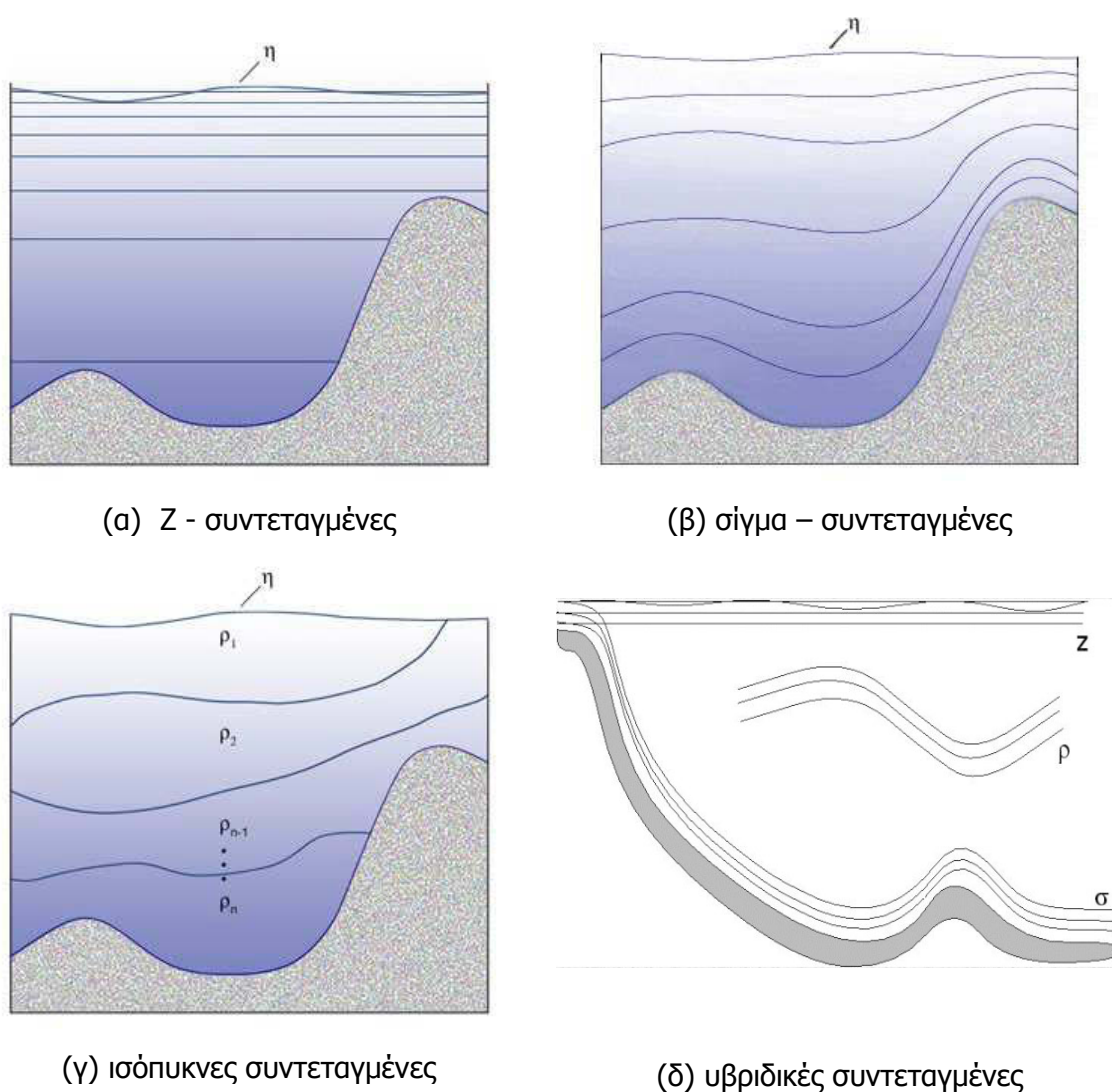 η
η
(α) Z - συντεταγμένες
(β) σίγμα – συντεταγμένες
η
ρ1
ρ2
ρn-1
ρn
Z
ρ
σ
(γ) ισόπυκνες συντεταγμένες
(δ) υβριδικές συντεταγμένες